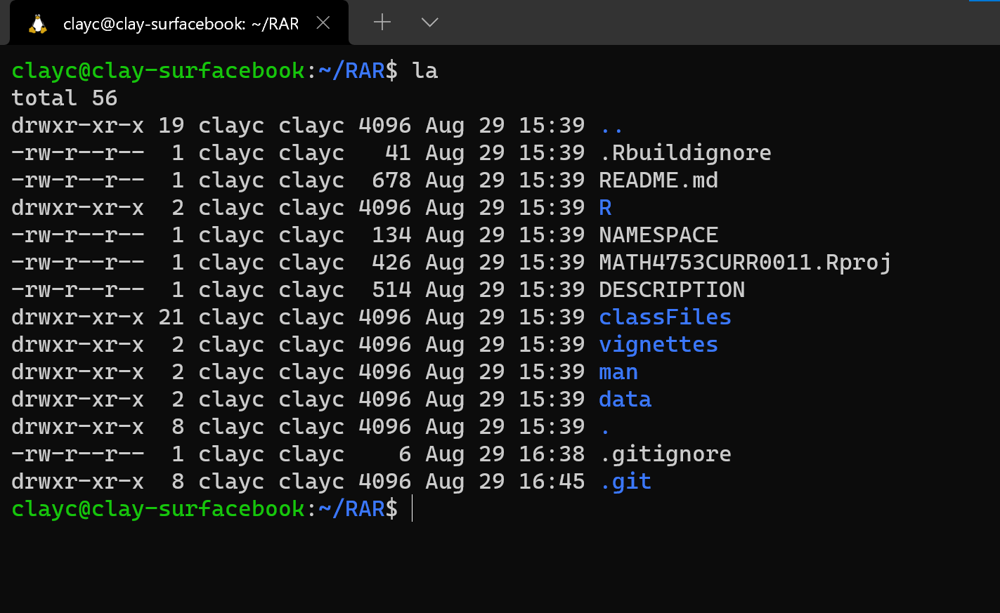 clayc@clay-surfacebook: ~/RAR
clayc@clay-surfacebook:~/RAR$ la
total 56
drwxr-xr-x 19 clayc clayc 4096 Aug 29 15:39 ..
-rw-r--r--  1 clayc clayc   41 Aug 29 15:39 .Rbuildignore
-rw-r--r--  1 clayc clayc  678 Aug 29 15:39 README.md
drwxr-xr-x  2 clayc clayc 4096 Aug 29 15:39 R
-rw-r--r--  1 clayc clayc  134 Aug 29 15:39 NAMESPACE
-rw-r--r--  1 clayc clayc  426 Aug 29 15:39 MATH4753CURR0011.Rproj
-rw-r--r--  1 clayc clayc  514 Aug 29 15:39 DESCRIPTION
drwxr-xr-x 21 clayc clayc 4096 Aug 29 15:39 classFiles
drwxr-xr-x  2 clayc clayc 4096 Aug 29 15:39 vignettes
drwxr-xr-x  2 clayc clayc 4096 Aug 29 15:39 man
drwxr-xr-x  2 clayc clayc 4096 Aug 29 15:39 data
drwxr-xr-x  8 clayc clayc 4096 Aug 29 15:39 .
-rw-r--r--  1 clayc clayc    6 Aug 29 16:38 .gitignore
drwxr-xr-x  8 clayc clayc 4096 Aug 29 16:45 .git
clayc@clay-surfacebook:~/RAR$